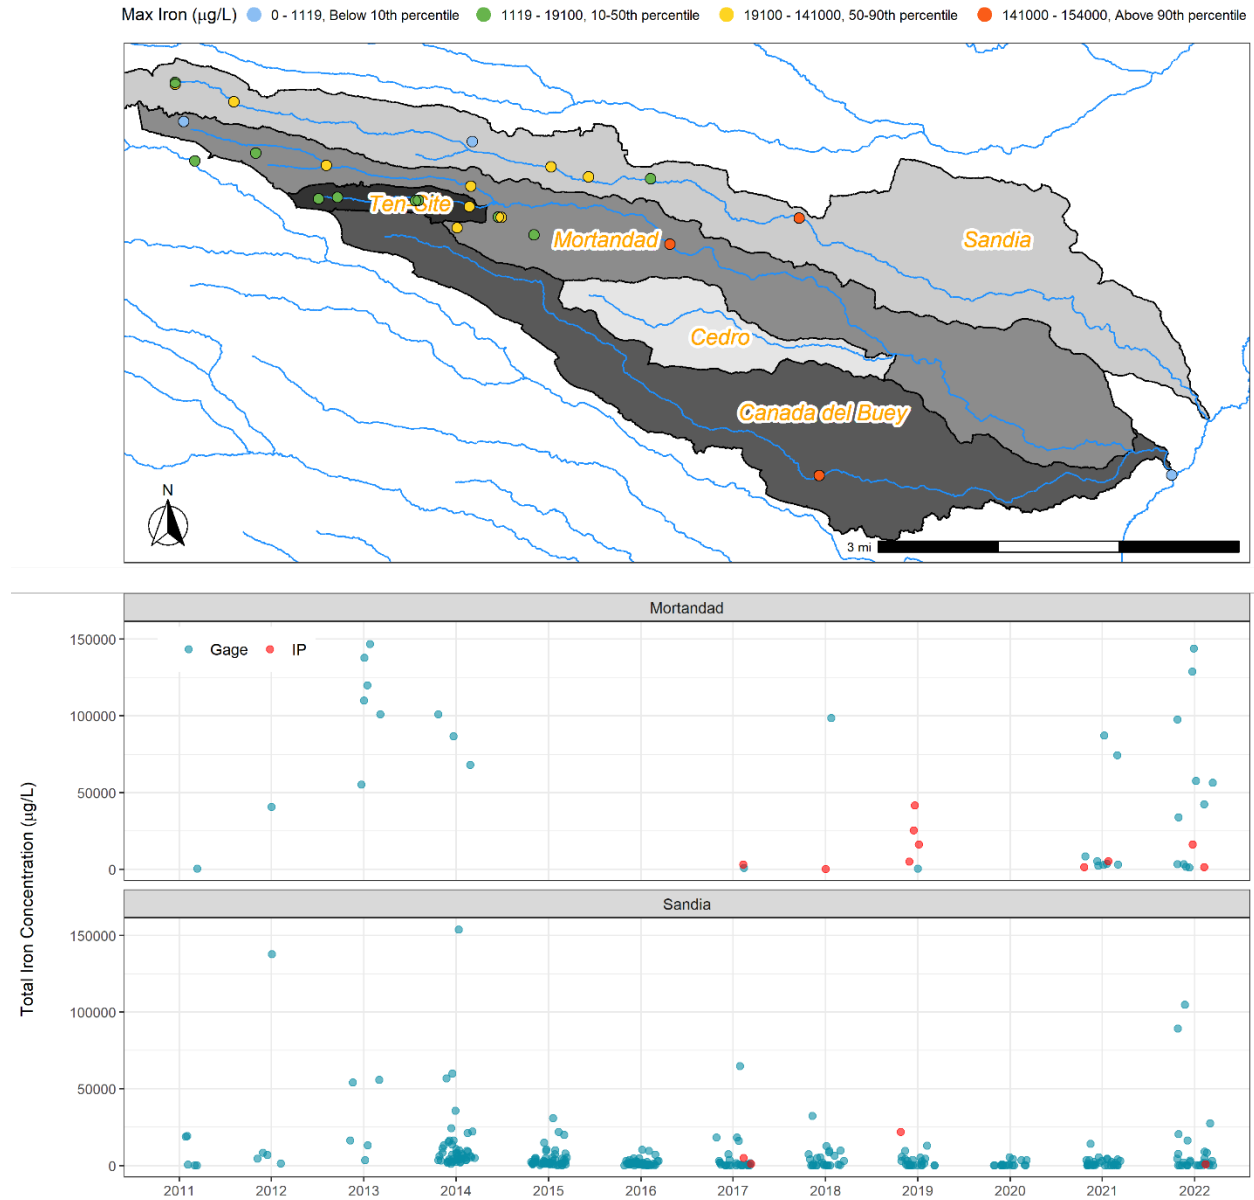 Max Iron (μg/L) 0 - 1119, Below 10th percentile 1119 - 19100, 10-50th percentile 19100 - 141000, 50-90th percentile 141000 - 154000, Above 90th percentile
Ten-Site
Mortandad
Sandia
Cedro
Canada del Buey
N
3 mi
Mortandad
Gage IP
150000
100000
50000
0
Total Iron Concentration (μg/L)
Sandia
150000
100000
50000
0
2011 2012 2013 2014 2015 2016 2017 2018 2019 2020 2021 2022